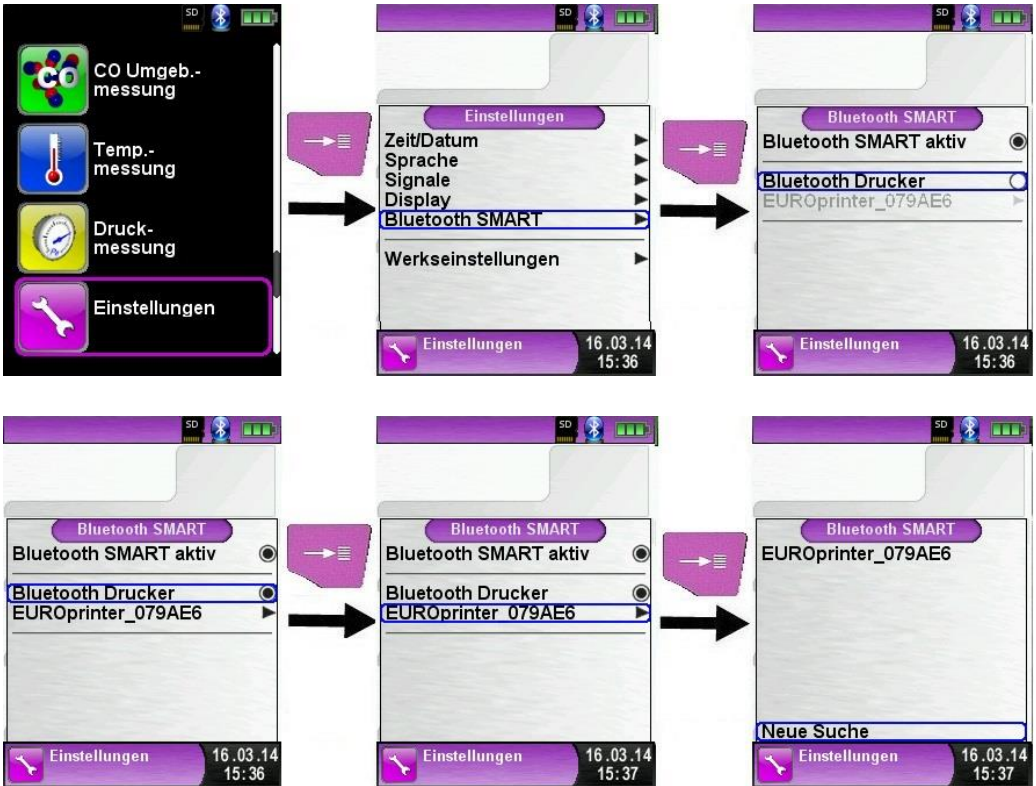 SD
CO Umgeb.-
messung
Temp.-
messung
Druck-
messung
Einstellungen
SD
Einstellungen
Zeit/Datum
Sprache
Signale
Display
Bluetooth SMART
Werkseinstellungen
Einstellungen
16.03.14
15:36
SD
Bluetooth SMART
Bluetooth SMART aktiv
Bluetooth Drucker
EUROprinter_079AE6
Einstellungen
16.03.14
15:36
SD
Bluetooth SMART
Bluetooth SMART aktiv
Bluetooth Drucker
EUROprinter_079AE6
Einstellungen
16.03.14
15:36
SD
Bluetooth SMART
Bluetooth SMART aktiv
Bluetooth Drucker
EUROprinter_079AE6
Einstellungen
16.03.14
15:37
SD
Bluetooth SMART
EUROprinter_079AE6
Neue Suche
Einstellungen
16.03.14
15:37